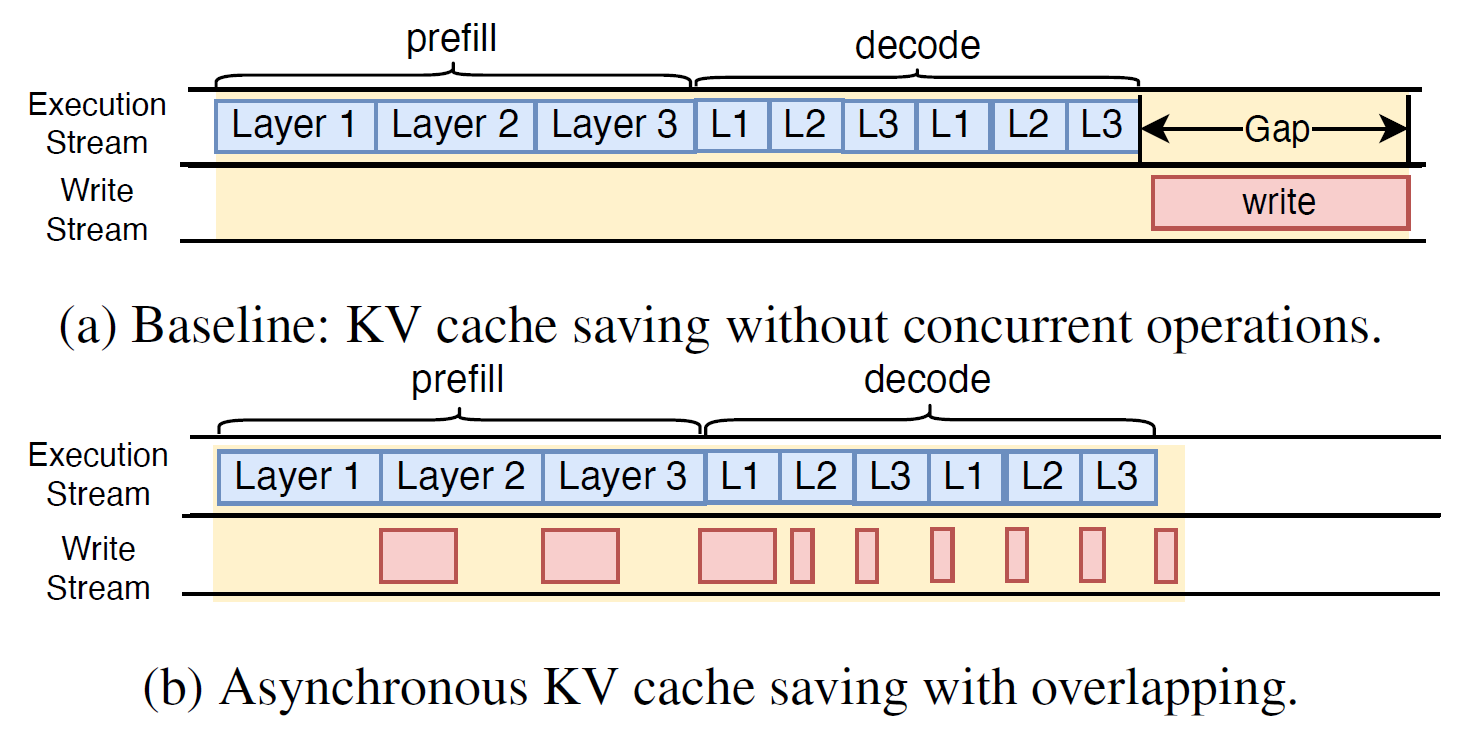 prefill
decode
Execution
Stream
Layer 1 Layer 2 Layer 3 L1 L2 L3 L1 L2 L3 Gap
Write
Stream
write
(a) Baseline: KV cache saving without concurrent operations.
prefill
decode
Execution
Stream
Layer 1 Layer 2 Layer 3 L1 L2 L3 L1 L2 L3
Write
Stream
(b) Asynchronous KV cache saving with overlapping.